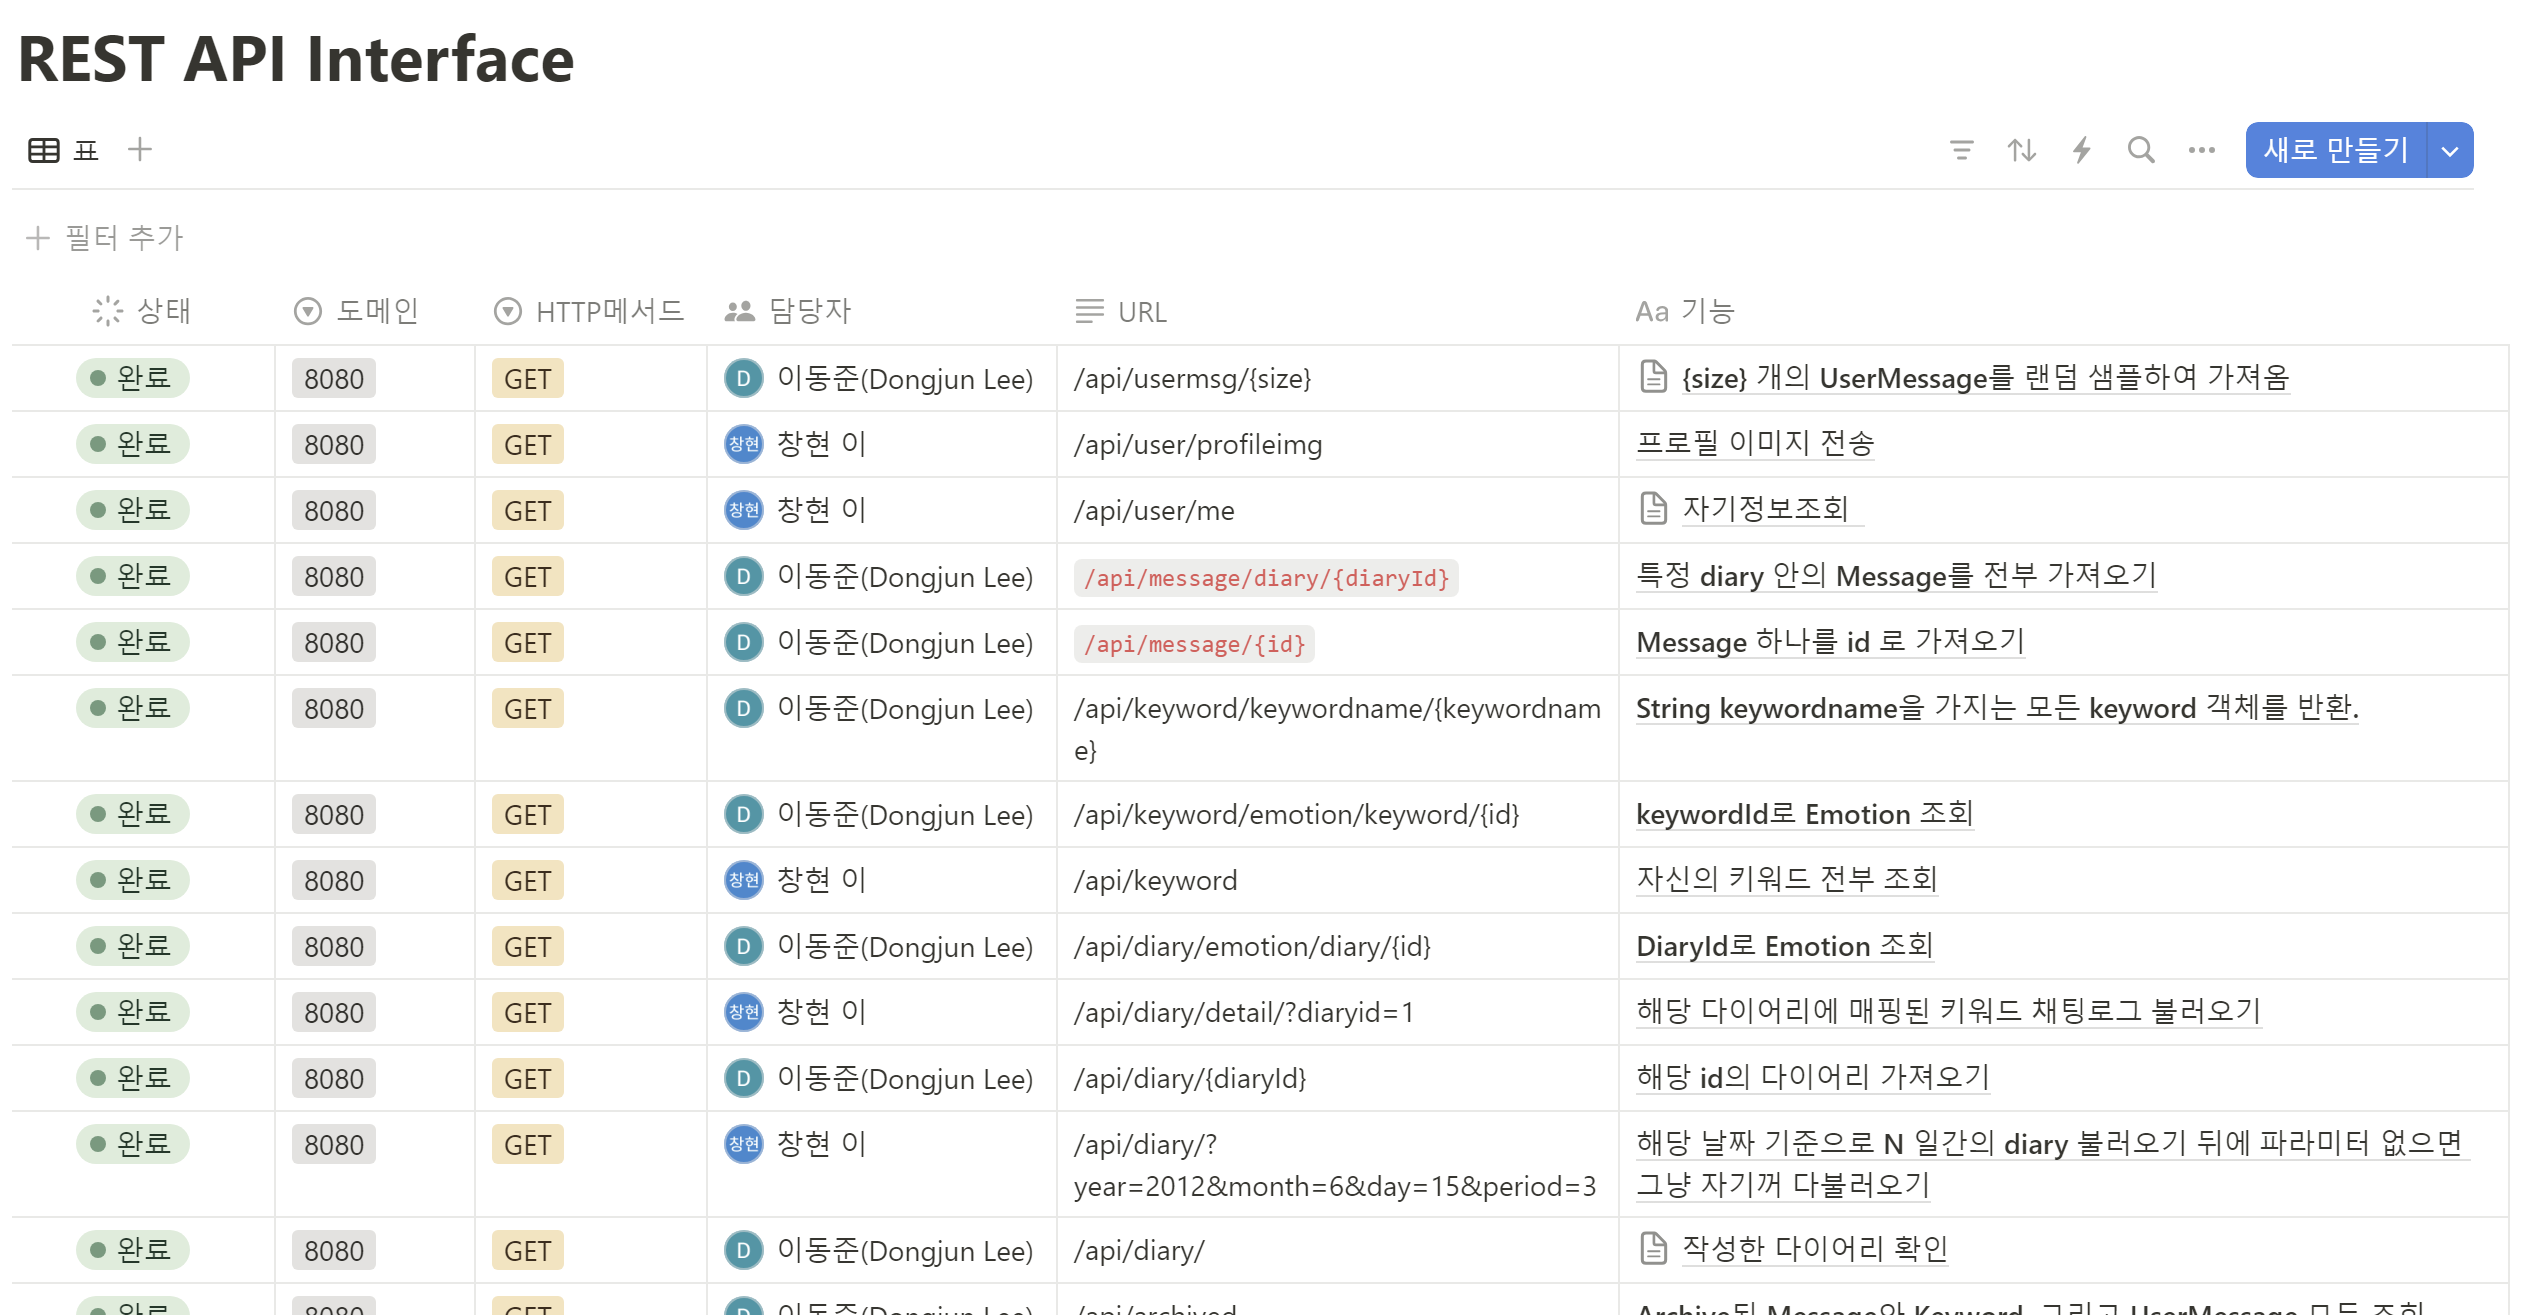 REST API Interface
표
새로 만들기
필터 추가
상태 도메인 HTTP메서드 담당자 URL Aa 기능
완료 8080 GET D 이동준(Dongjun Lee) /api/usermsg/{size} {size} 개의 UserMessage를 랜덤 샘플하여 가져옴
완료 8080 GET 창현 창현 이 /api/user/profileimg 프로필 이미지 전송
완료 8080 GET 창현 창현 이 /api/user/me 자기정보조회
완료 8080 GET D 이동준(Dongjun Lee) /api/message/diary/{diaryId} 특정 diary 안의 Message를 전부 가져오기
완료 8080 GET D 이동준(Dongjun Lee) /api/message/{id} Message 하나를 id 로 가져오기
완료 8080 GET D 이동준(Dongjun Lee) /api/keyword/keywordname/{keywordnam String keywordname을 가지는 모든 keyword 객체를 반환.
e}
완료 8080 GET D 이동준(Dongjun Lee) /api/keyword/emotion/keyword/{id} keywordId로 Emotion 조회
완료 8080 GET 창현 창현 이 /api/keyword 자신의 키워드 전부 조회
완료 8080 GET D 이동준(Dongjun Lee) /api/diary/emotion/diary/{id} DiaryId로 Emotion 조회
완료 8080 GET 창현 창현 이 /api/diary/detail/?diaryid=1 해당 다이어리에 매핑된 키워드 채팅로그 불러오기
완료 8080 GET D 이동준(Dongjun Lee) /api/diary/{diaryId} 해당 id의 다이어리 가져오기
완료 8080 GET 창현 창현 이 /api/diary/? 해당 날짜 기준으로 N 일간의 diary 불러오기 뒤에 파라미터 없으면
year=2012&month=6&day=15&period=3 그냥 자기꺼 다불러오기
완료 8080 GET D 이동준(Dongjun Lee) /api/diary/ 작성한 다이어리 확인
완료 8080 GET D 이동준(Dongjun Lee) /api/archived Archive된 Message와 Keyword, 그리고 UserMessage 모두 조회